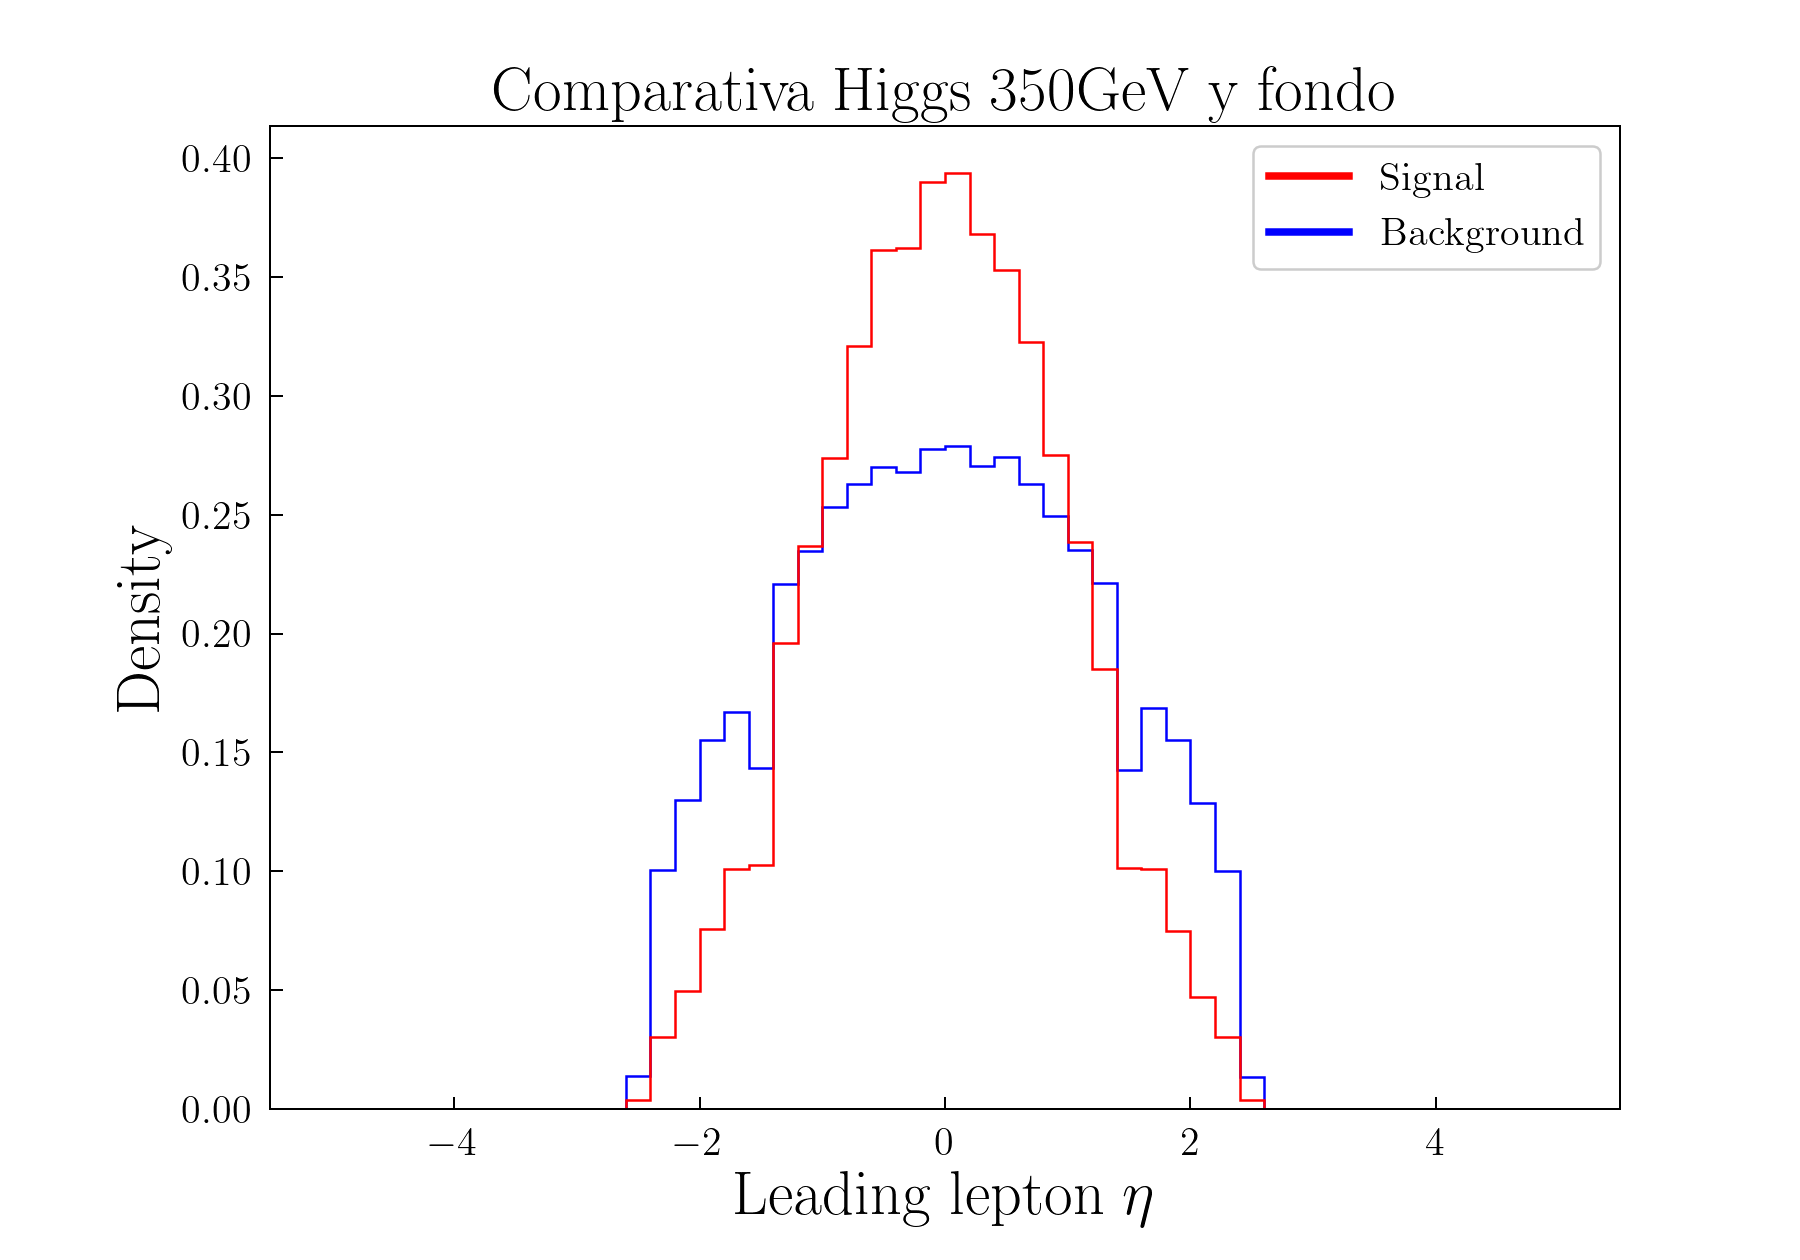 Comparativa Higgs 350GeV y fondo
Signal
Background
0.40
0.35
0.30
0.25
0.20
0.15
0.10
0.05
0.00
Density
−4
−2
0
2
4
Leading lepton η